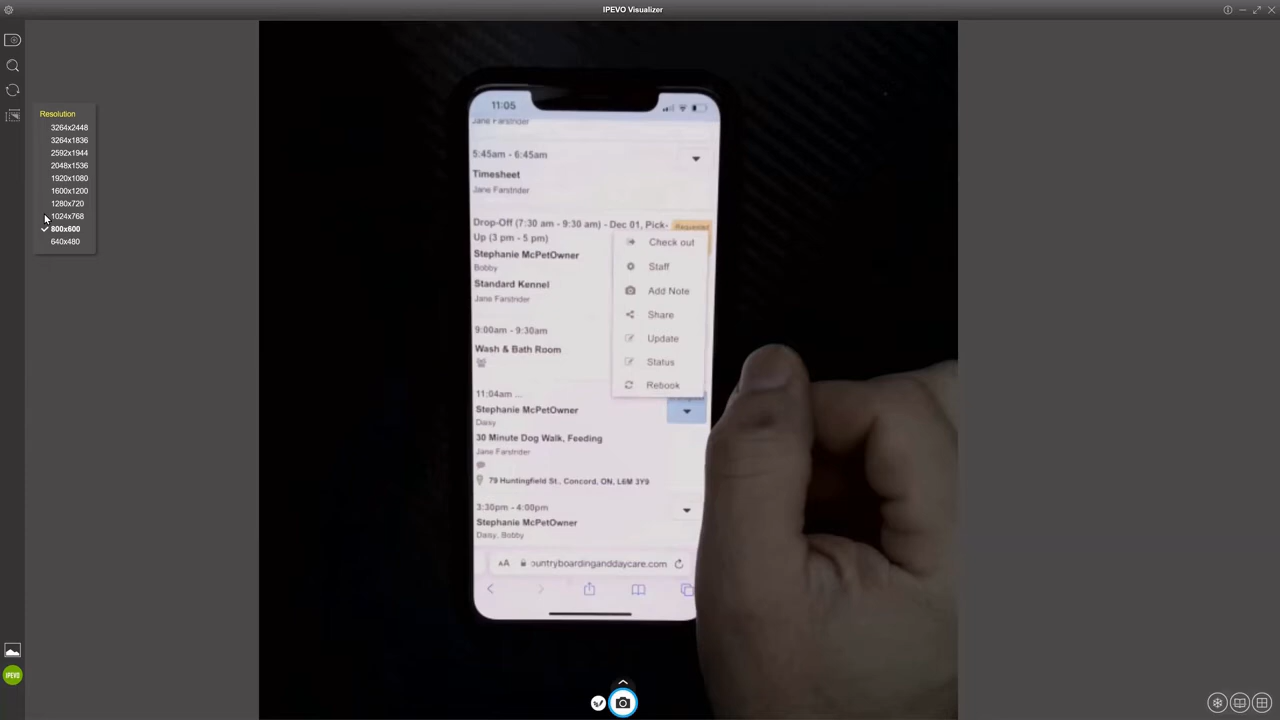 IPEVO Visualizer
Resolution
3264x2448
3264x1836
2592x1944
2048x1536
1920x1080
1600x1200
1280x720
1024x768
800x600
640x480
11:05
Jane Farstrider
5:45am - 6:45am
Timesheet
Jane Farstrider
Drop-Off (7:30 am - 9:30 am) - Dec 01, Pick-
Requested
Up (3 pm - 5 pm)
Stephanie McPetOwner
Bobby
Standard Kennel
Jane Farstrider
Check out
Staff
Add Note
Share
Update
Status
Rebook
9:00am - 9:30am
Wash & Bath Room
11:04am ...
Stephanie McPetOwner
Daisy
30 Minute Dog Walk, Feeding
Jane Farstrider
79 Huntingfield St., Concord, ON, L6M 3Y9
3:30pm - 4:00pm
Stephanie McPetOwner
Daisy, Bobby
AA
ountryboardinganddaycare.com
IPEVO